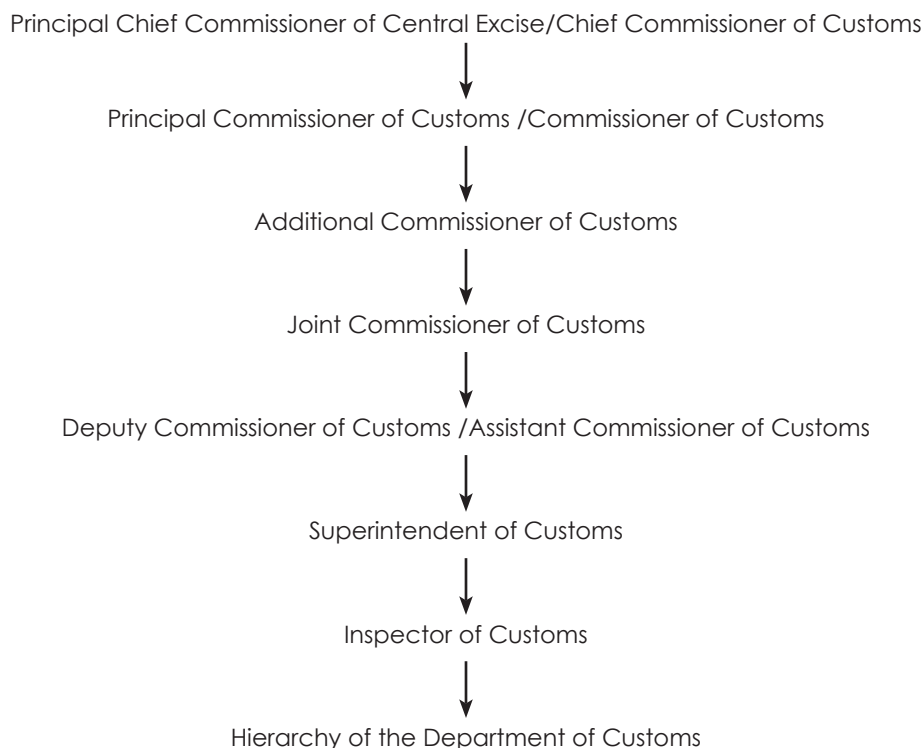 Principal Chief Commissioner of Central Excise/Chief Commissioner of Customs
Principal Commissioner of Customs /Commissioner of Customs
Additional Commissioner of Customs
Joint Commissioner of Customs
Deputy Commissioner of Customs /Assistant Commissioner of Customs
Superintendent of Customs
Inspector of Customs
Hierarchy of the Department of Customs